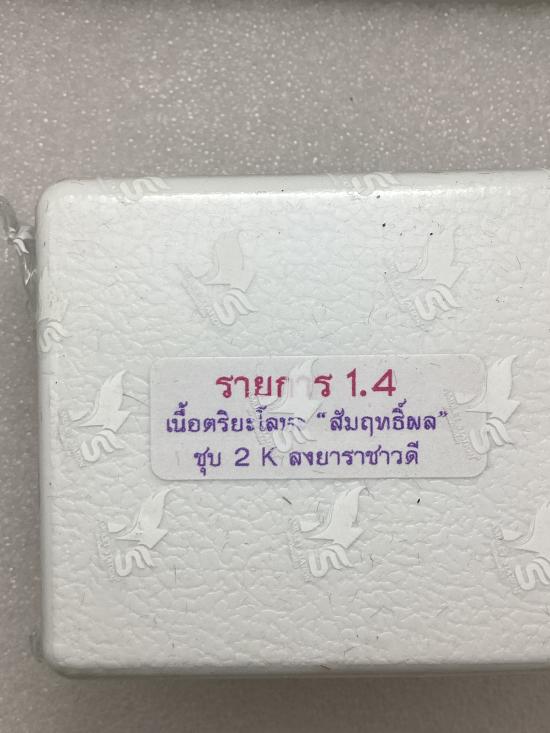 รายการ 1.4
เนื้อตริยะโลหะ “สัมฤทธิ์ผล”
ชุบ 2 K ลงยาราชาวดี